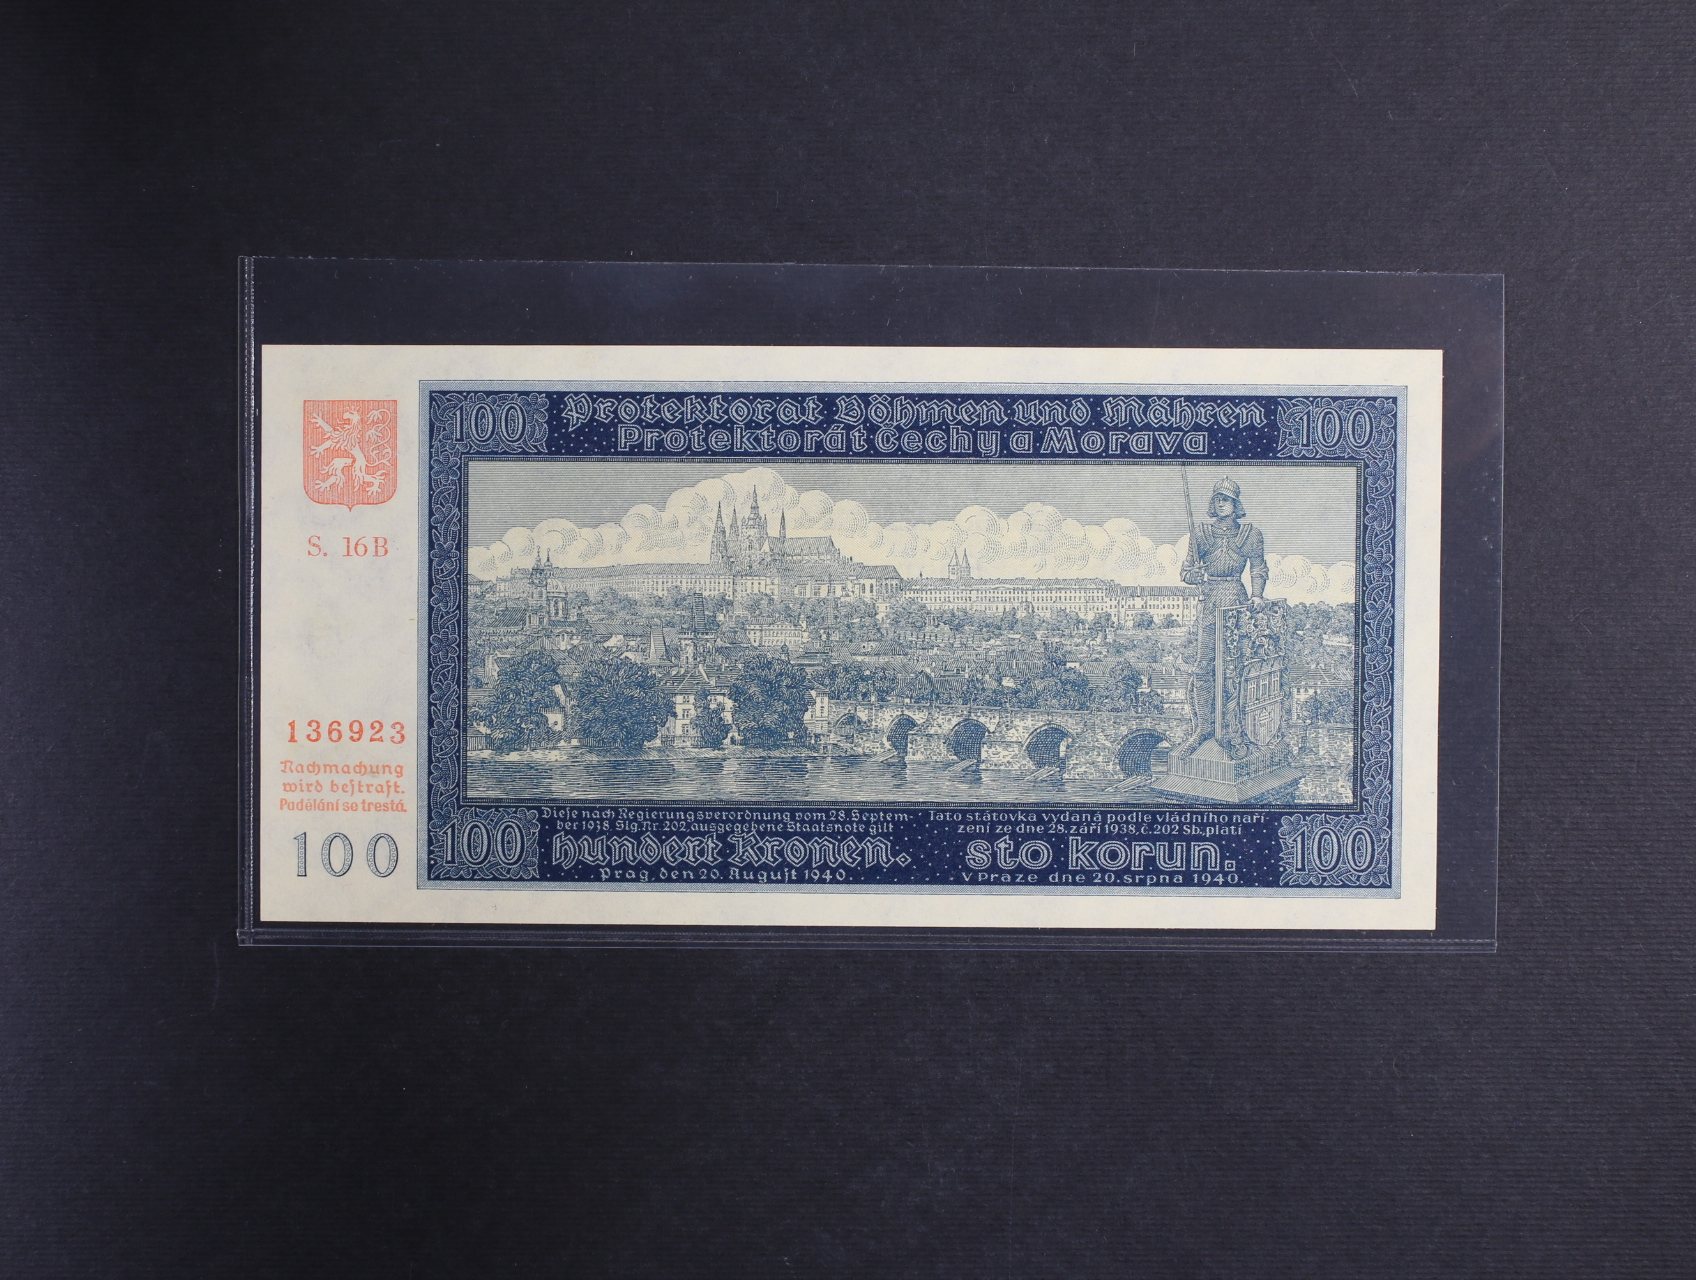 100 Protektorat Böhmen und Mähren 100
Protektorát Čechy a Morava
S. 16 B
136923
Nachmachung
wird bestraft.
Padělání se trestá.
100
Diese nach Regierungsverordnung vom 28. Septem-
ber 1938, Slg. Nr. 202, ausgegebene Staatsnote gilt
hundert Kronen.
Prag, den 20. August 1940.
Tato státovka vydaná podle vládního naří-
zení ze dne 28. září 1938, č. 202 Sb., platí
sto korun.
V Praze dne 20. srpna 1940.
100
100